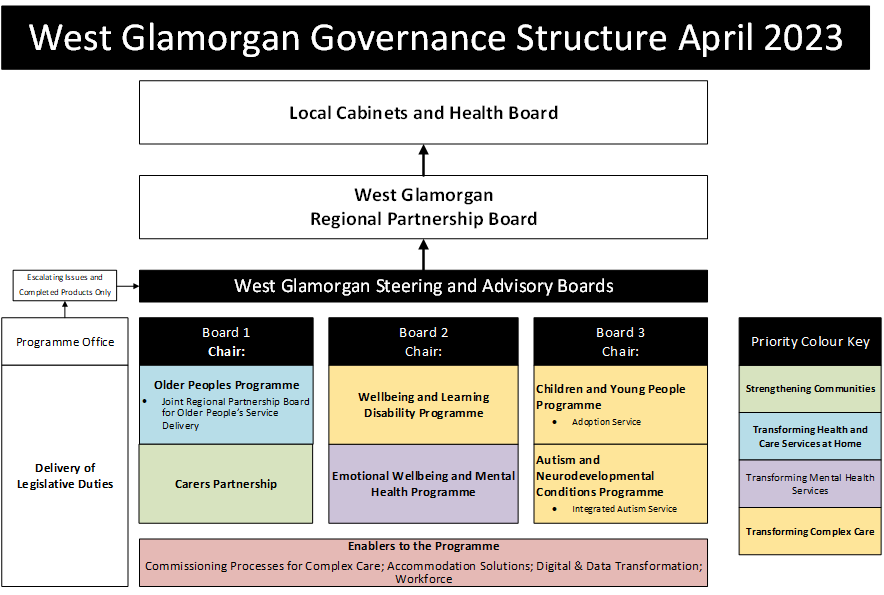 West Glamorgan Governance Structure April 2023
Local Cabinets and Health Board
West Glamorgan
Regional Partnership Board
Escalating Issues and
Completed Products Only
West Glamorgan Steering and Advisory Boards
Programme Office
Delivery of
Legislative Duties
Board 1
Chair:
Older Peoples Programme
• Joint Regional Partnership Board
for Older People's Service
Delivery
Carers Partnership
Board 2
Chair:
Wellbeing and Learning
Disability Programme
Emotional Wellbeing and Mental
Health Programme
Board 3
Chair:
Children and Young People
Programme
• Adoption Service
Autism and
Neurodevelopmental
Conditions Programme
• Integrated Autism Service
Priority Colour Key
Strengthening Communities
Transforming Health and
Care Services at Home
Transforming Mental Health
Services
Transforming Complex Care
Enablers to the Programme
Commissioning Processes for Complex Care; Accommodation Solutions; Digital & Data Transformation;
Workforce